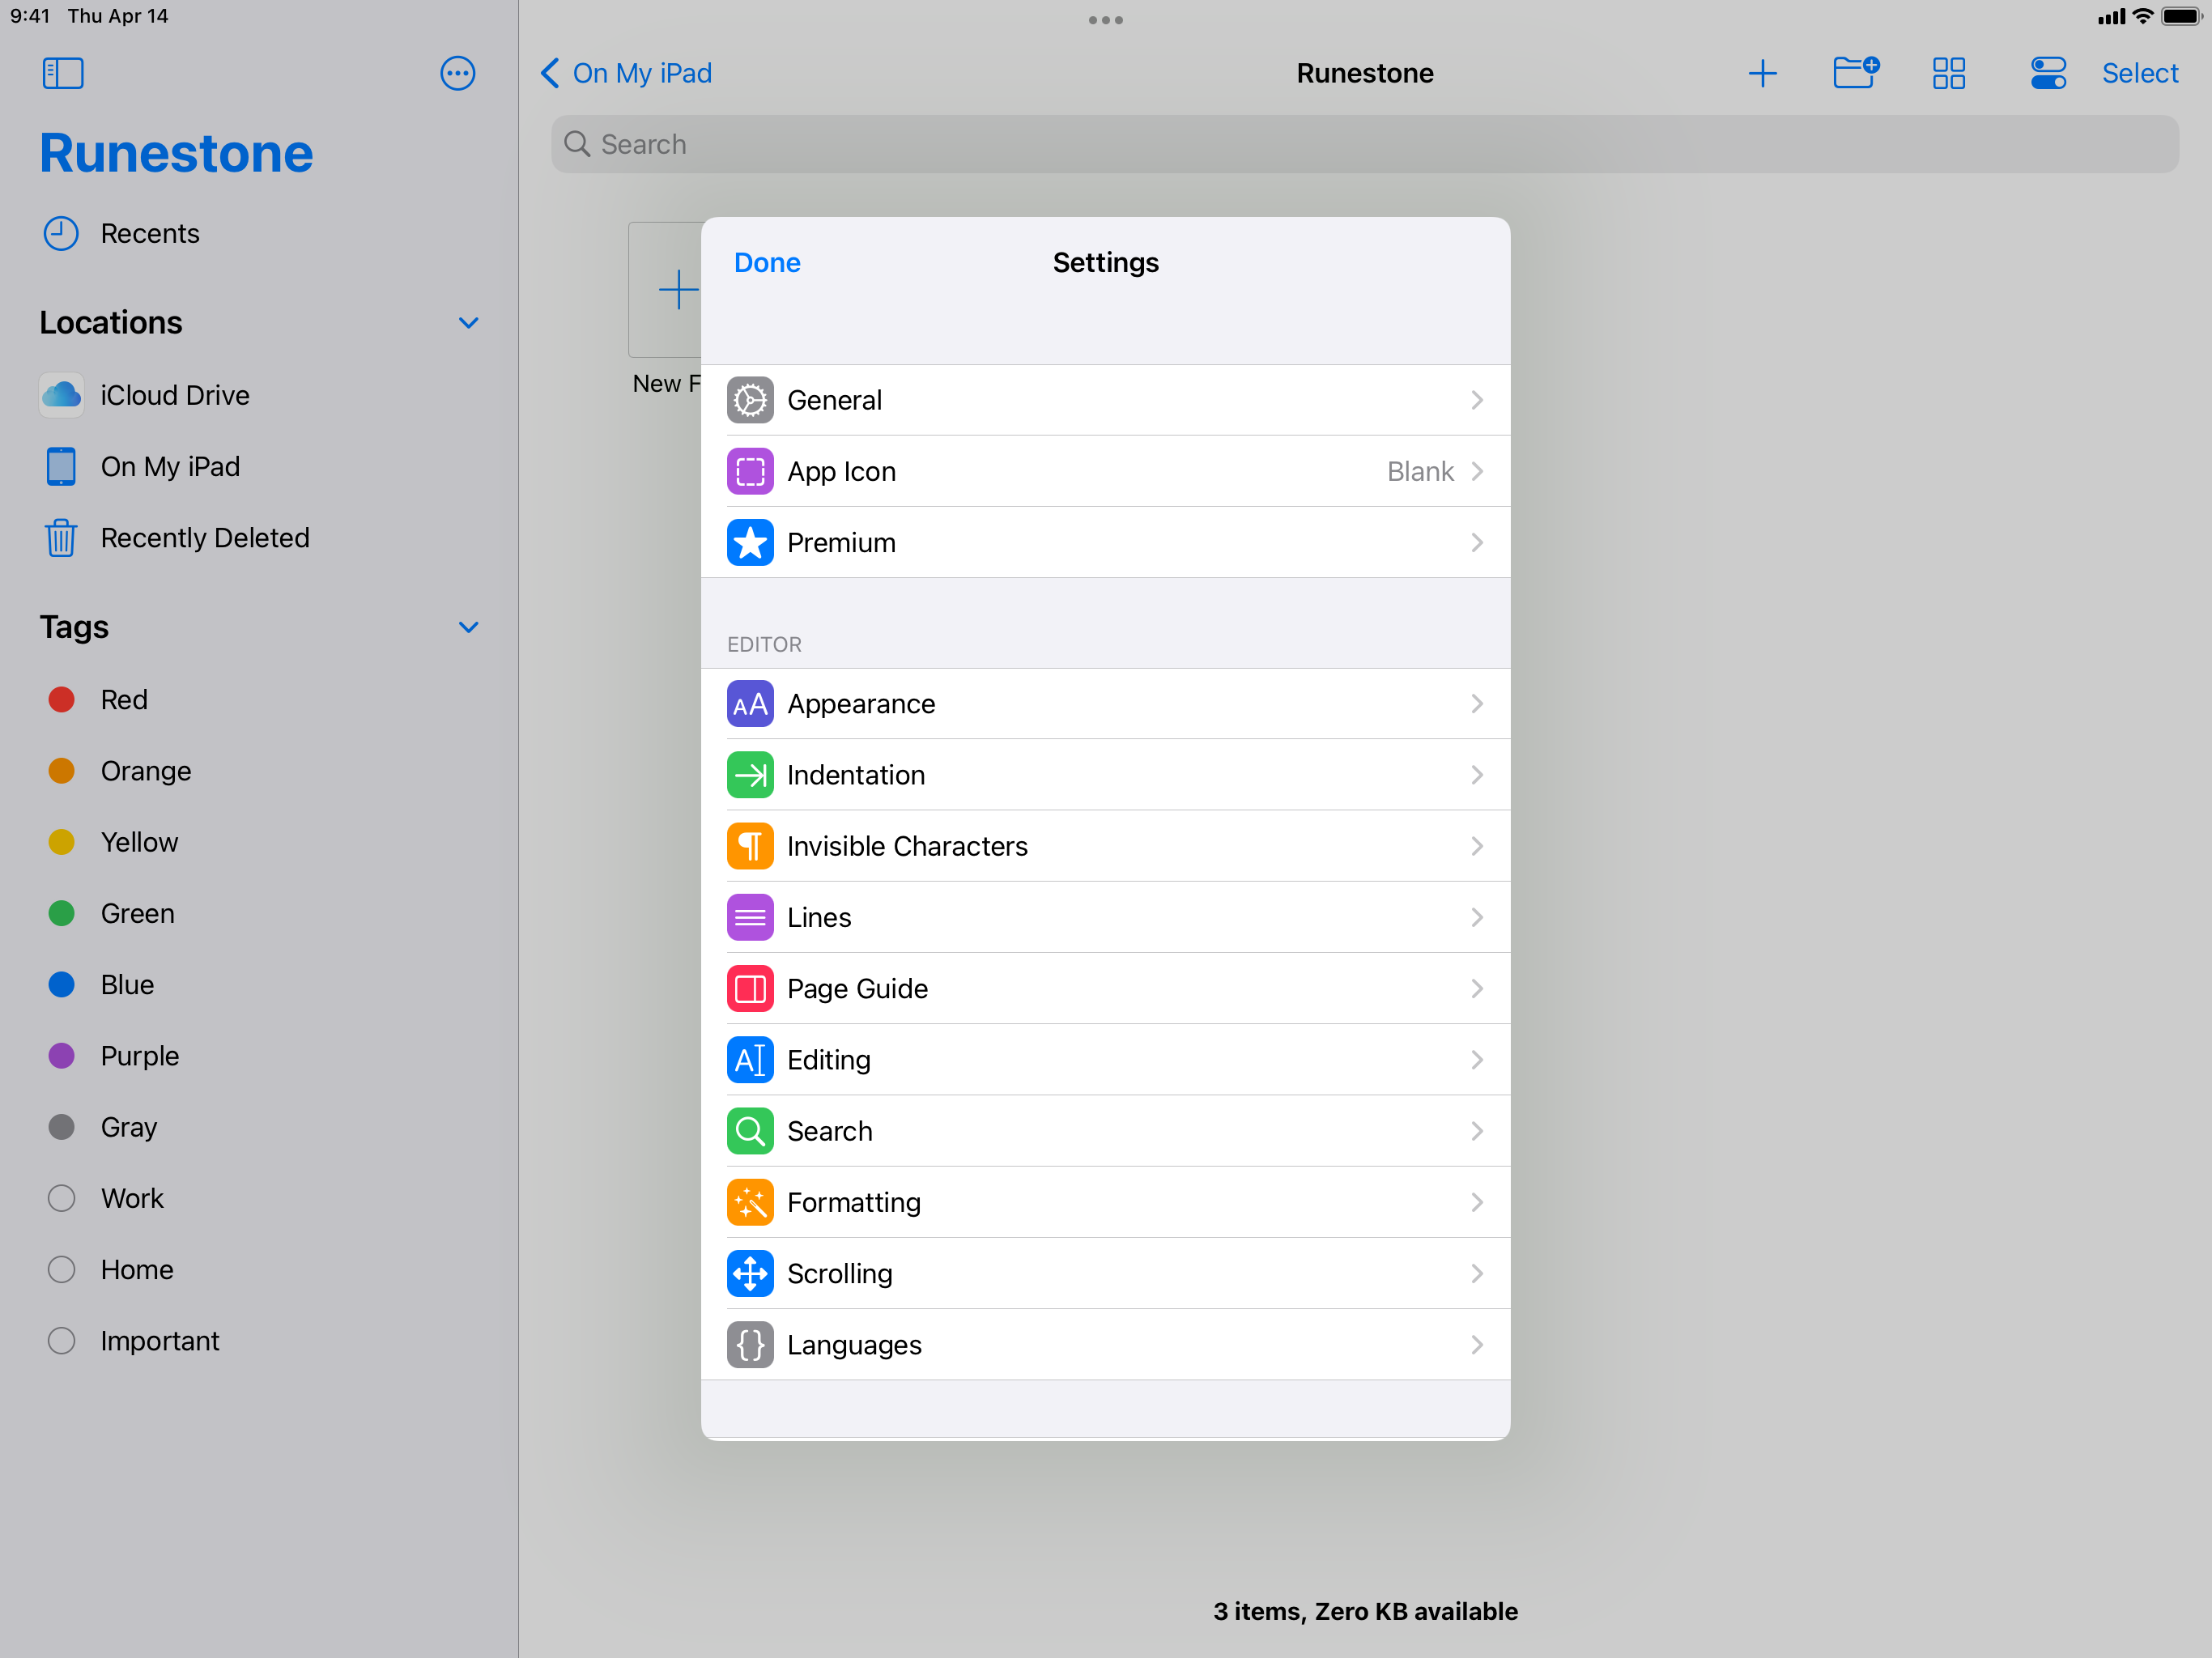 9:41 Thu Apr 14
Runestone
Recents
Locations
iCloud Drive
On My iPad
Recently Deleted
Tags
Red
Orange
Yellow
Green
Blue
Purple
Gray
Work
Home
Important
On My iPad
Runestone
Select
Search
New F
Done
Settings
General
App Icon Blank
Premium
EDITOR
Appearance
Indentation
Invisible Characters
Lines
Page Guide
Editing
Search
Formatting
Scrolling
Languages
3 items, Zero KB available